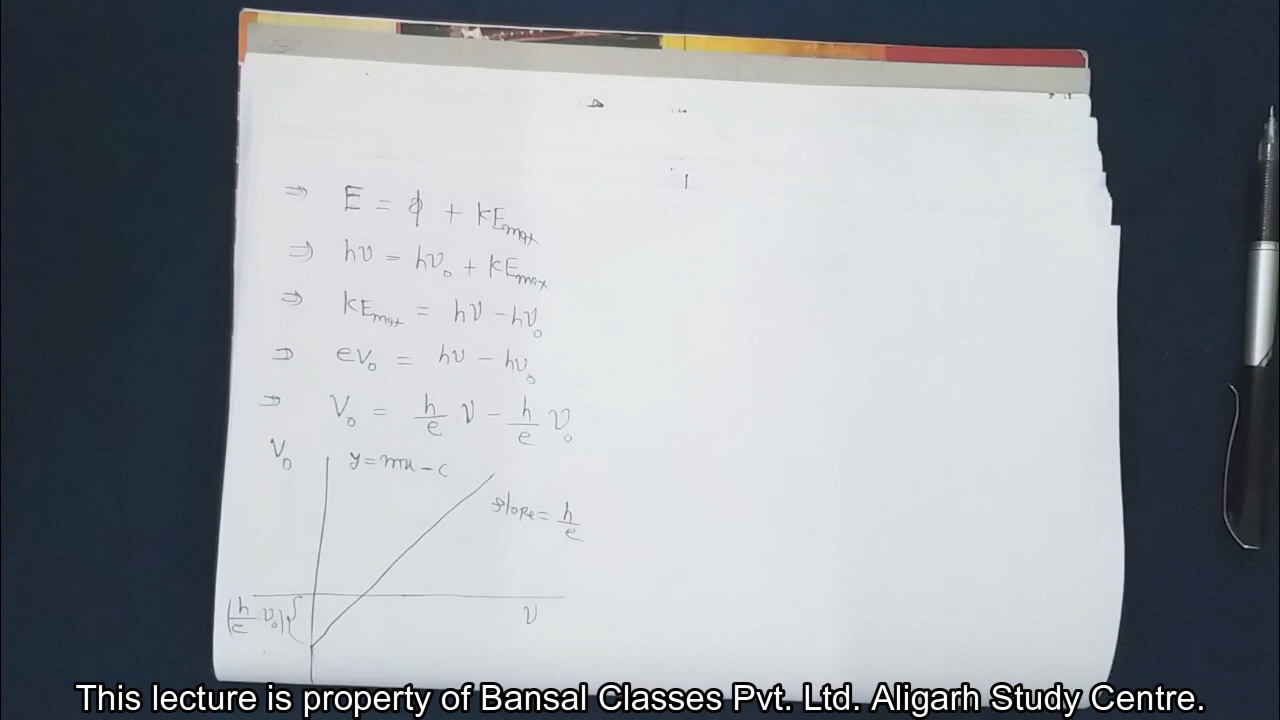 ⇒ E = ϕ + KEmax
⇒ hν = hν₀ + KEmax
⇒ KEmax = hν − hν₀
⇒ eV₀ = hν − hν₀
⇒ V₀ = h/e ν − h/e ν₀
V₀ y=mx−c
slope = h/e
(h/e ν₀){
ν
This lecture is property of Bansal Classes Pvt. Ltd. Aligarh Study Centre.